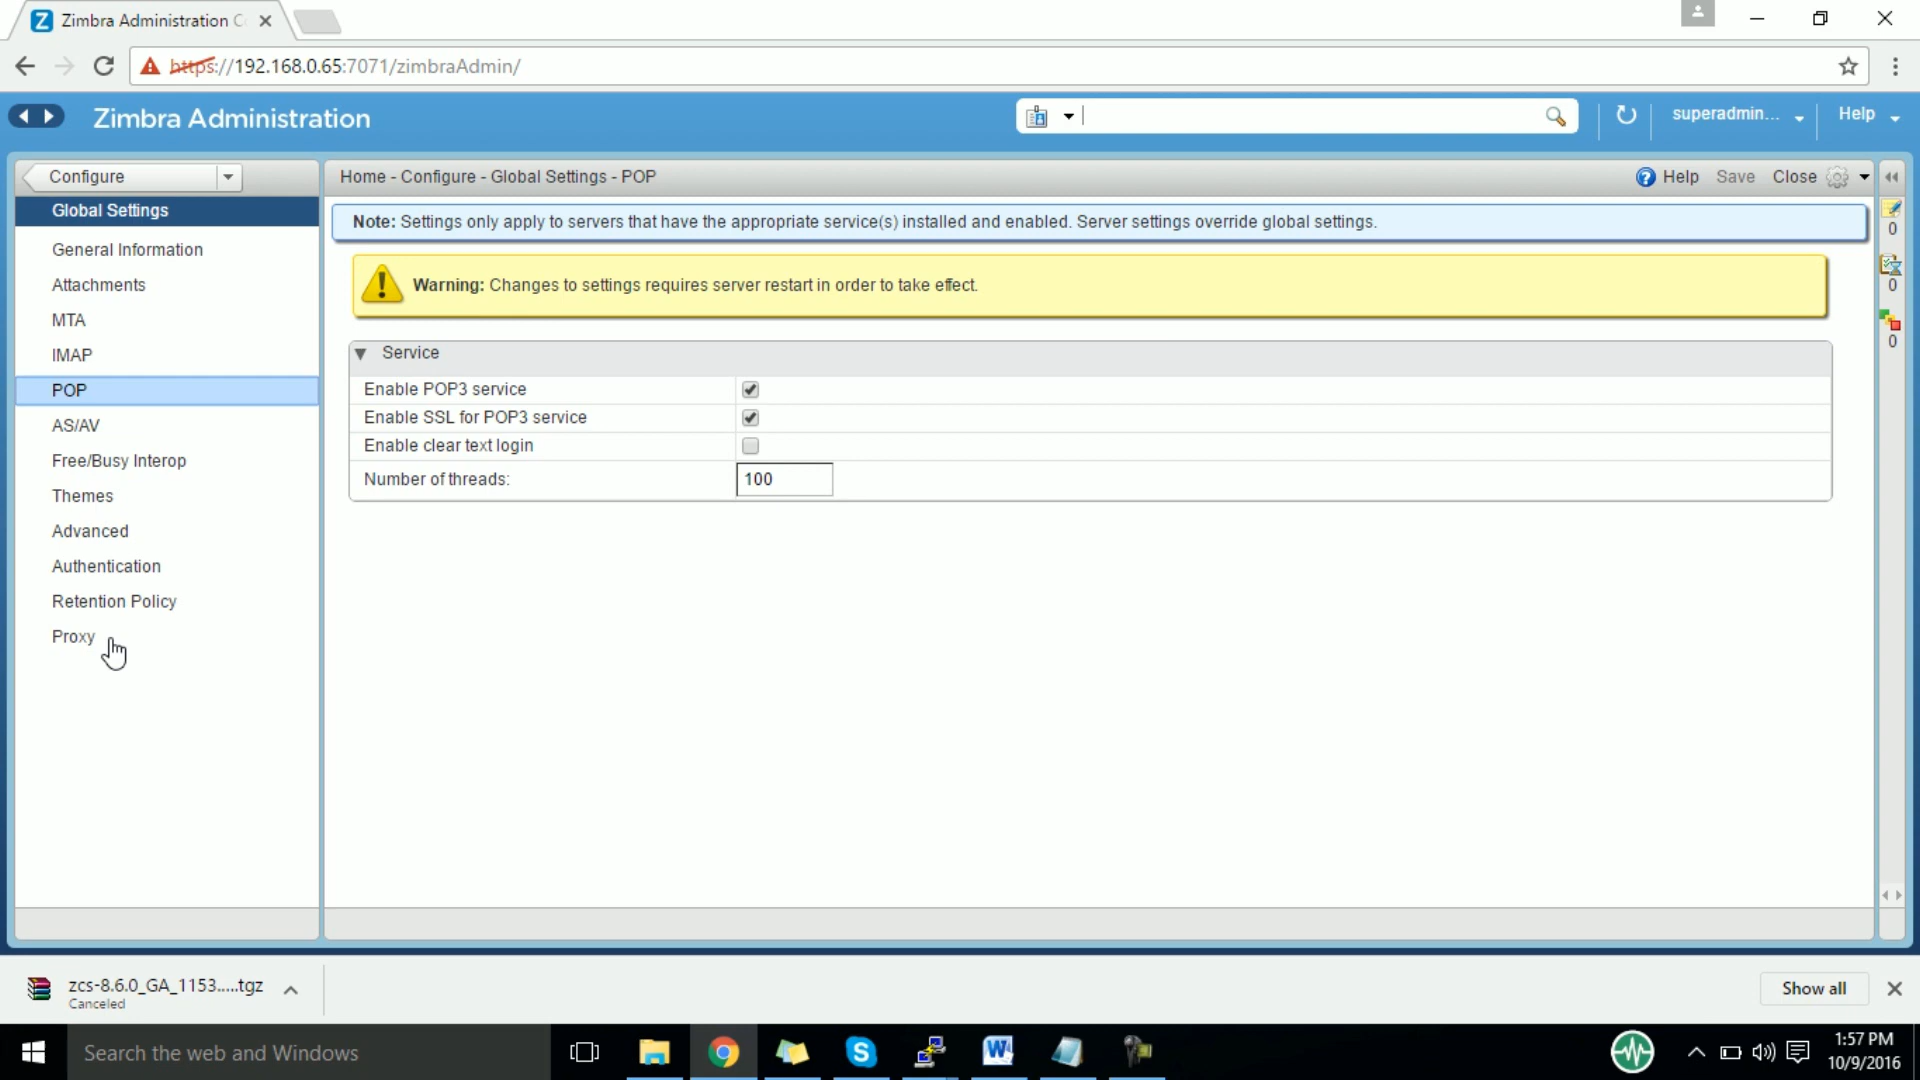 Zimbra Administration C
https://192.168.0.65:7071/zimbraAdmin/
Zimbra Administration
superadmin...
Help
Configure
Home - Configure - Global Settings - POP
Help
Save
Close
Global Settings
Note: Settings only apply to servers that have the appropriate service(s) installed and enabled. Server settings override global settings.
0
General Information
Attachments
Warning: Changes to settings requires server restart in order to take effect.
0
MTA
0
IMAP
Service
POP
Enable POP3 service
Enable SSL for POP3 service
AS/AV
Enable clear text login
Free/Busy Interop
Number of threads:
100
Themes
Advanced
Authentication
Retention Policy
Proxy
zcs-8.6.0_GA_1153.....tgz
Canceled
Show all
Search the web and Windows
1:57 PM
10/9/2016